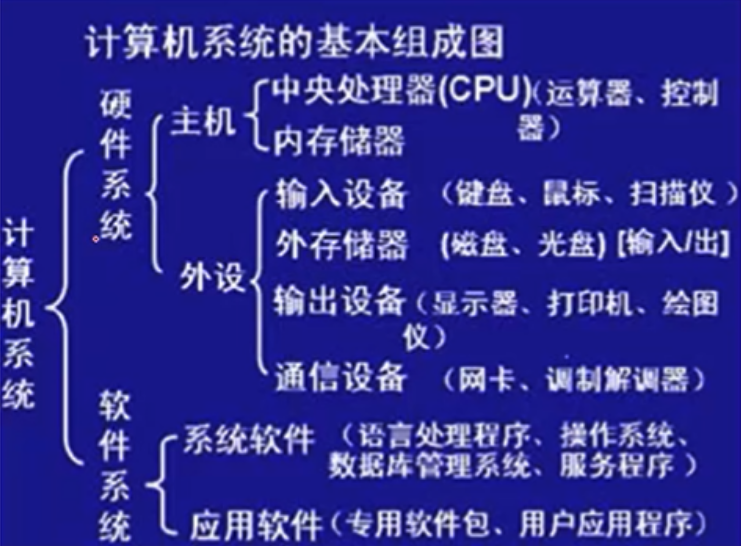 计算机系统的基本组成图
计算机系统
硬件系统
主机
中央处理器(CPU)(运算器、控制
器)
内存储器
外设
输入设备 (键盘、鼠标、扫描仪)
外存储器 (磁盘、光盘) [输入/出]
输出设备(显示器、打印机、绘图
仪)
通信设备 (网卡、调制解调器)
软件系统
系统软件 (语言处理程序、操作系统、
数据库管理系统、服务程序)
应用软件(专用软件包、用户应用程序)